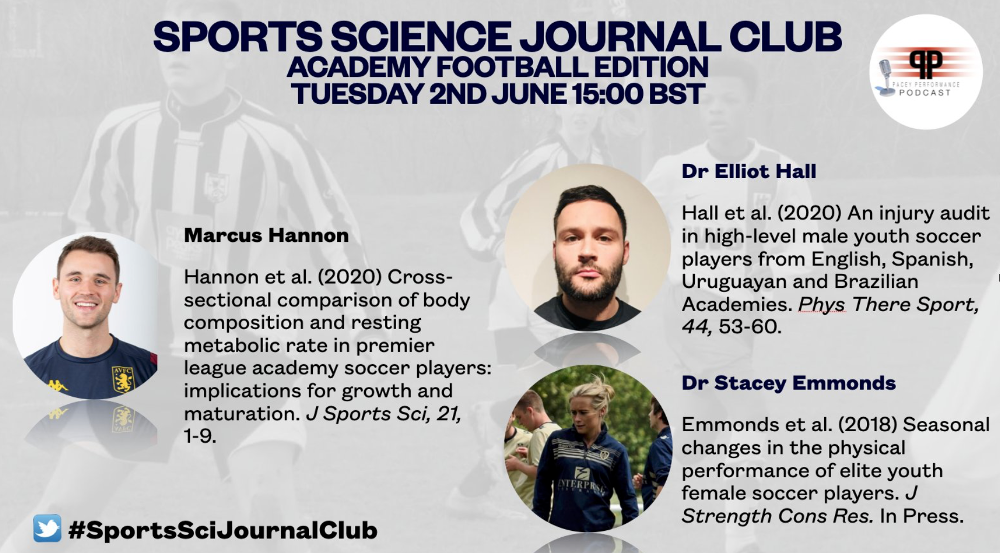 SPORTS SCIENCE JOURNAL CLUB
ACADEMY FOOTBALL EDITION
TUESDAY 2ND JUNE 15:00 BST
PP
PACEY PERFORMANCE
PODCAST
Marcus Hannon
Hannon et al. (2020) Cross-
sectional comparison of body
composition and resting
metabolic rate in premier
league academy soccer players:
implications for growth and
maturation. J Sports Sci, 21,
1-9.
AVFC
Dr Elliot Hall
Hall et al. (2020) An injury audit
in high-level male youth soccer
players from English, Spanish,
Uruguayan and Brazilian
Academies. Phys There Sport,
44, 53-60.
Dr Stacey Emmonds
Emmonds et al. (2018) Seasonal
changes in the physical
performance of elite youth
female soccer players. J
Strength Cons Res. In Press.
macron
ENTERPRISE
#SportsSciJournalClub